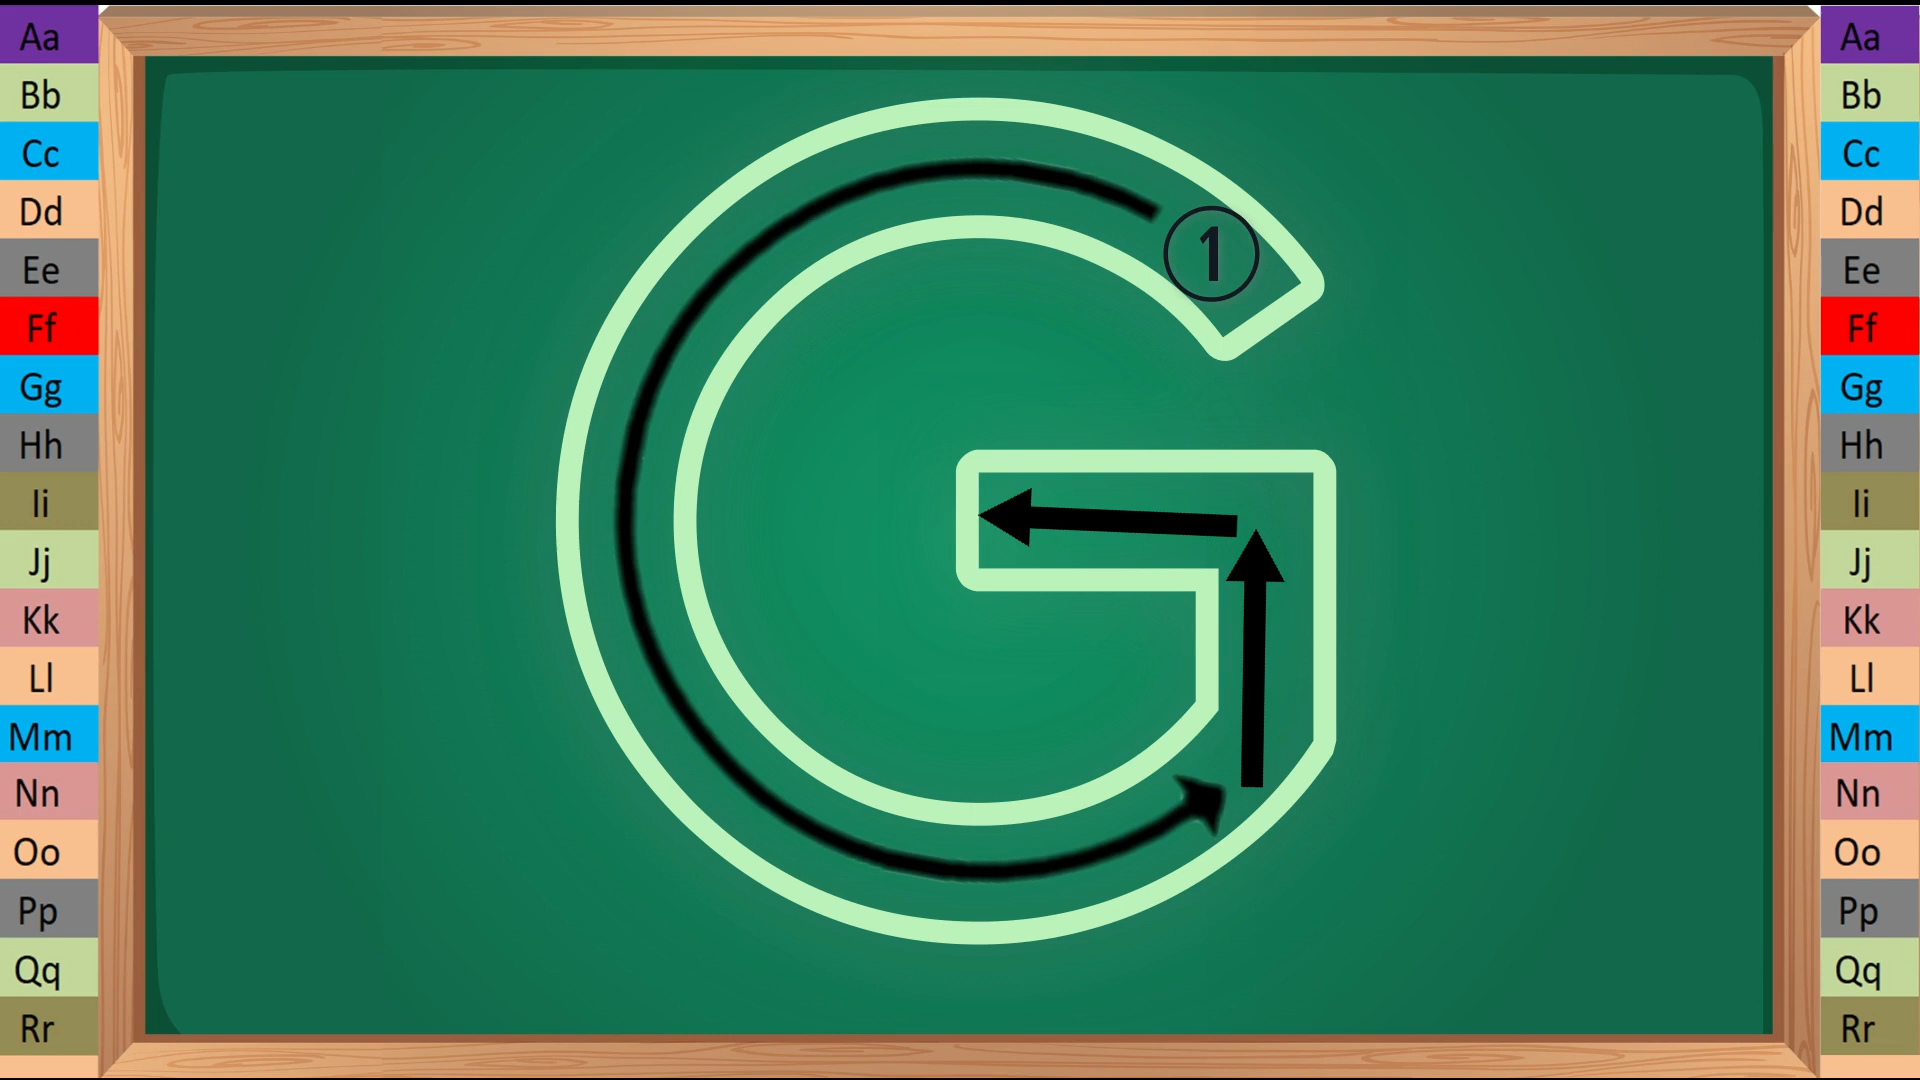 Aa
Bb
Cc
Dd
Ee
Ff
Gg
Hh
Ii
Jj
Kk
Ll
Mm
Nn
Oo
Pp
Qq
Rr
G
1
Aa
Bb
Cc
Dd
Ee
Ff
Gg
Hh
Ii
Jj
Kk
Ll
Mm
Nn
Oo
Pp
Qq
Rr